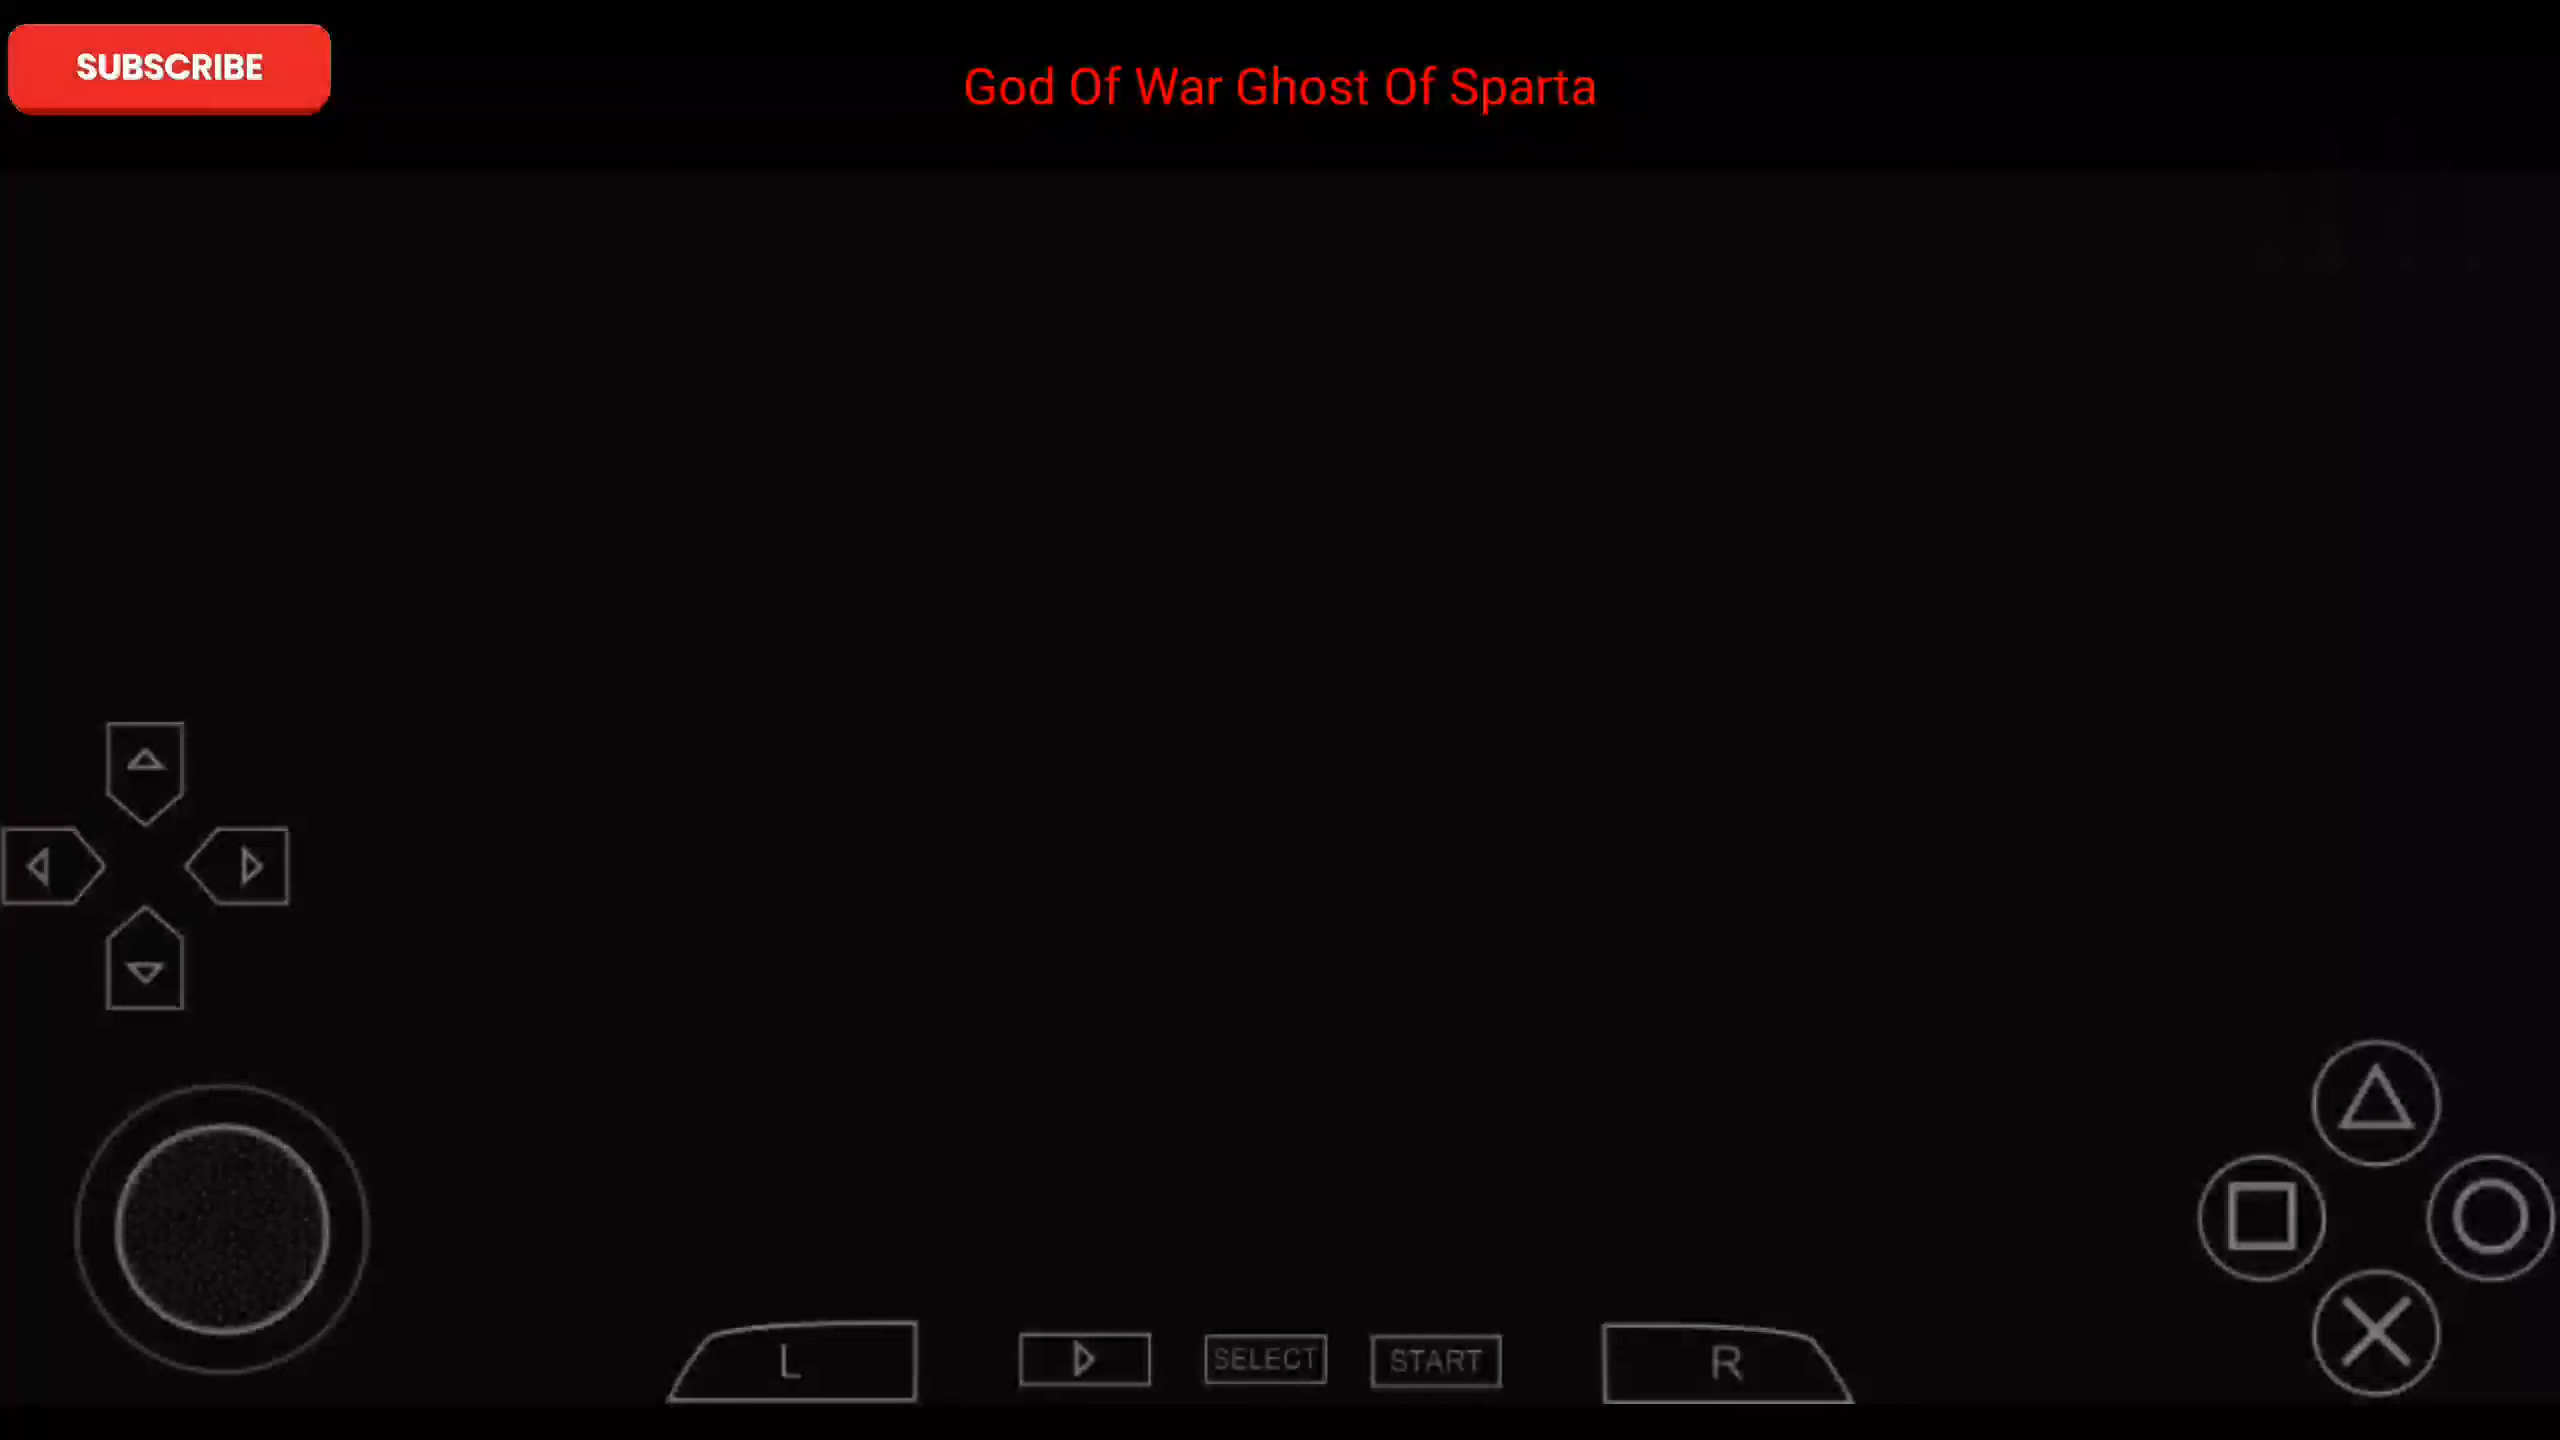 SUBSCRIBE
God Of War Ghost Of Sparta
L
SELECT
START
R